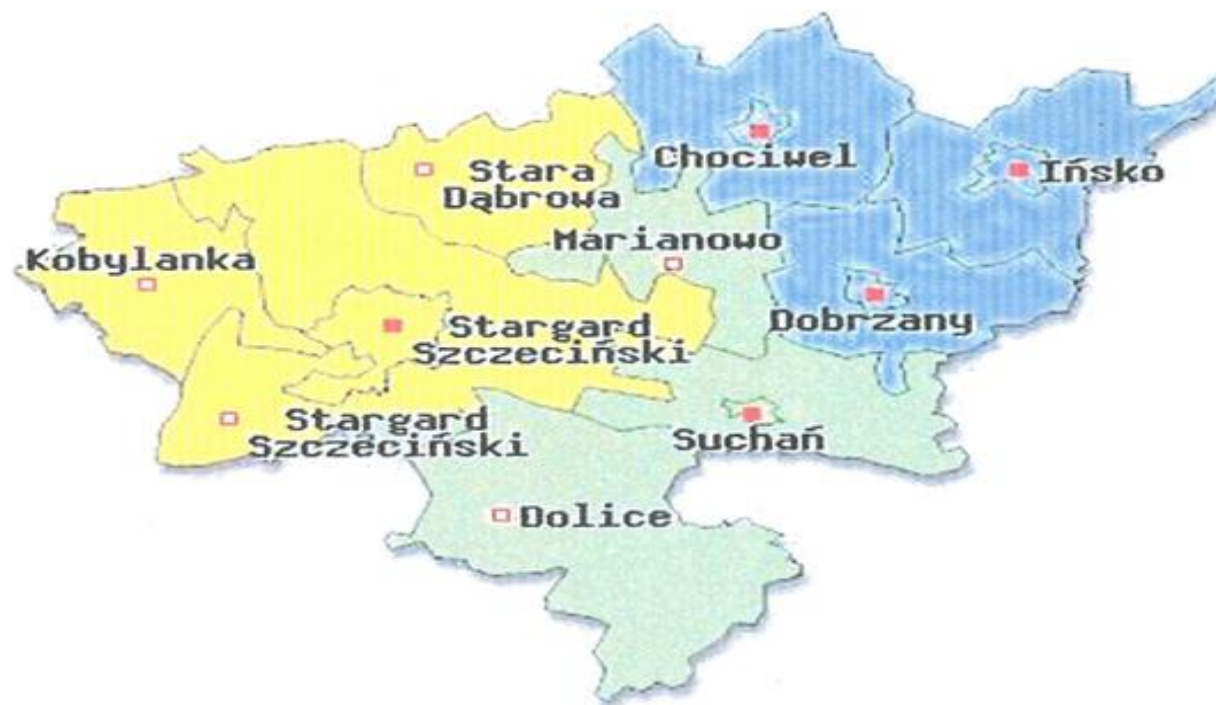 Chociwel
Ińsko
Stara
Dąbrowa
Marianowo
Kobylanka
Dobrzany
Stargard
Szczeciński
Stargard
Szczeciński
Suchań
Dolice